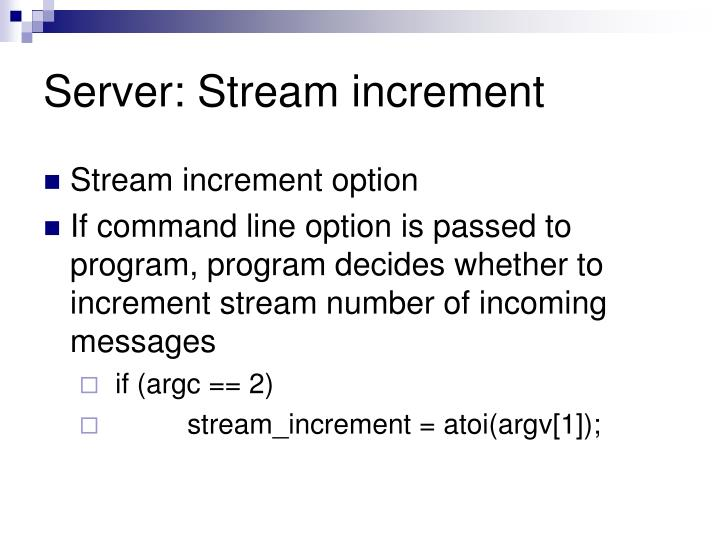 Server: Stream increment
Stream increment option
If command line option is passed to
program, program decides whether to
increment stream number of incoming
messages
if (argc == 2)
stream_increment = atoi(argv[1]);